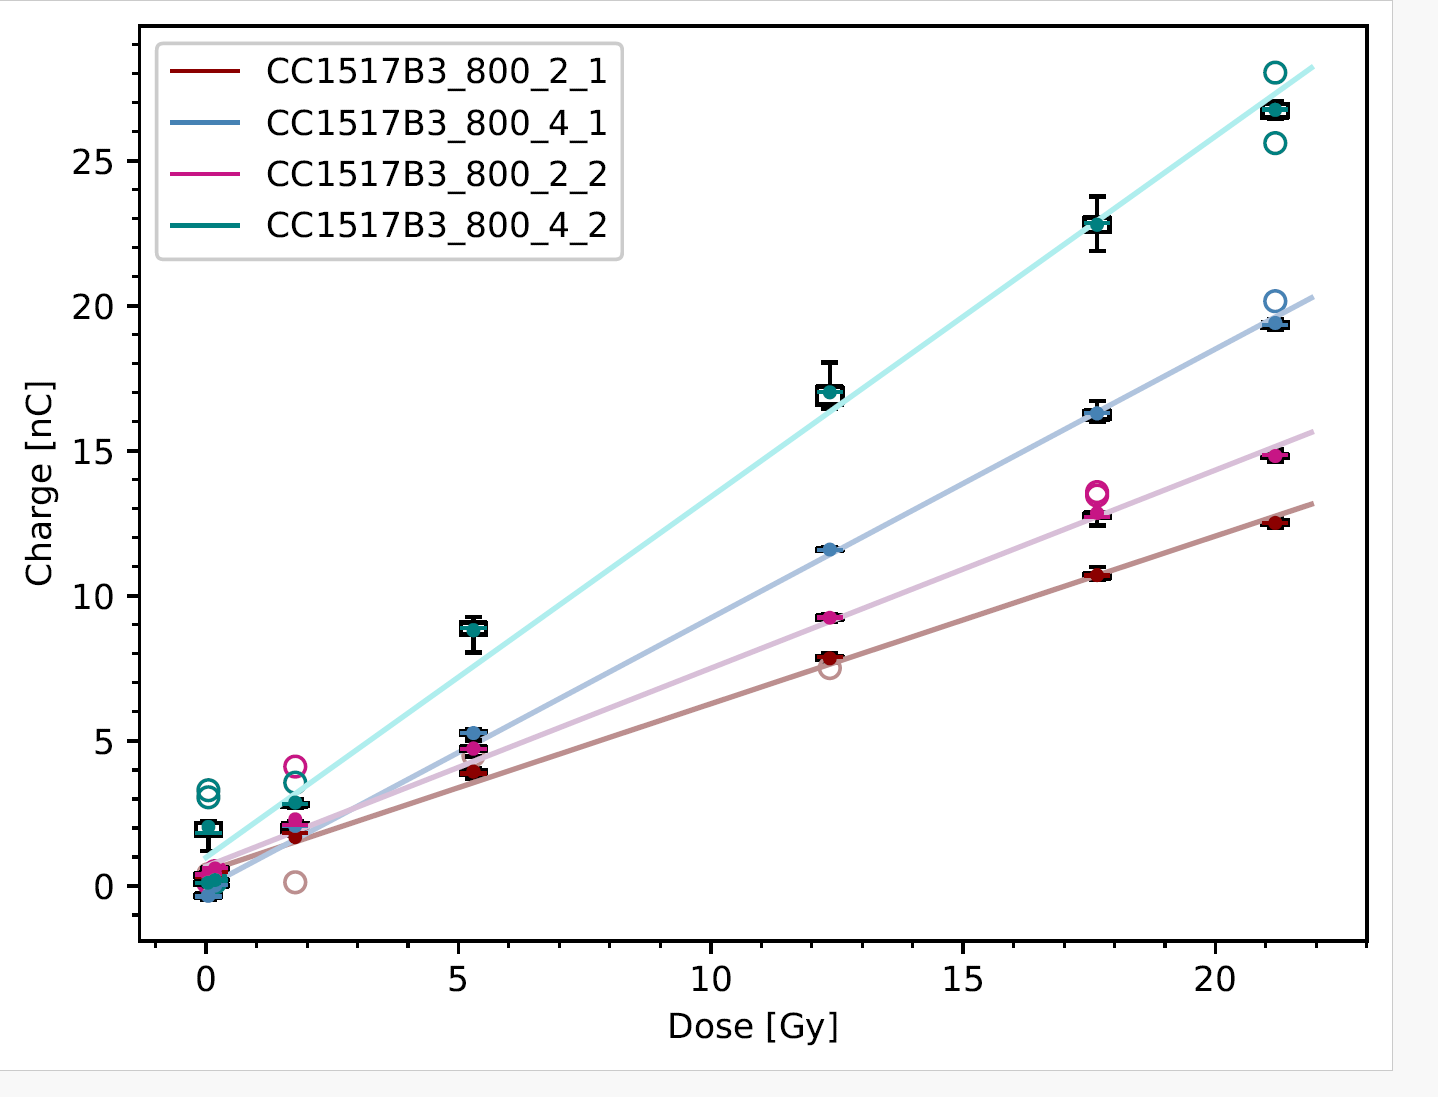 CC1517B3_800_2_1
CC1517B3_800_4_1
CC1517B3_800_2_2
CC1517B3_800_4_2
25
20
15
10
5
0
Charge [nC]
0 5 10 15 20
Dose [Gy]